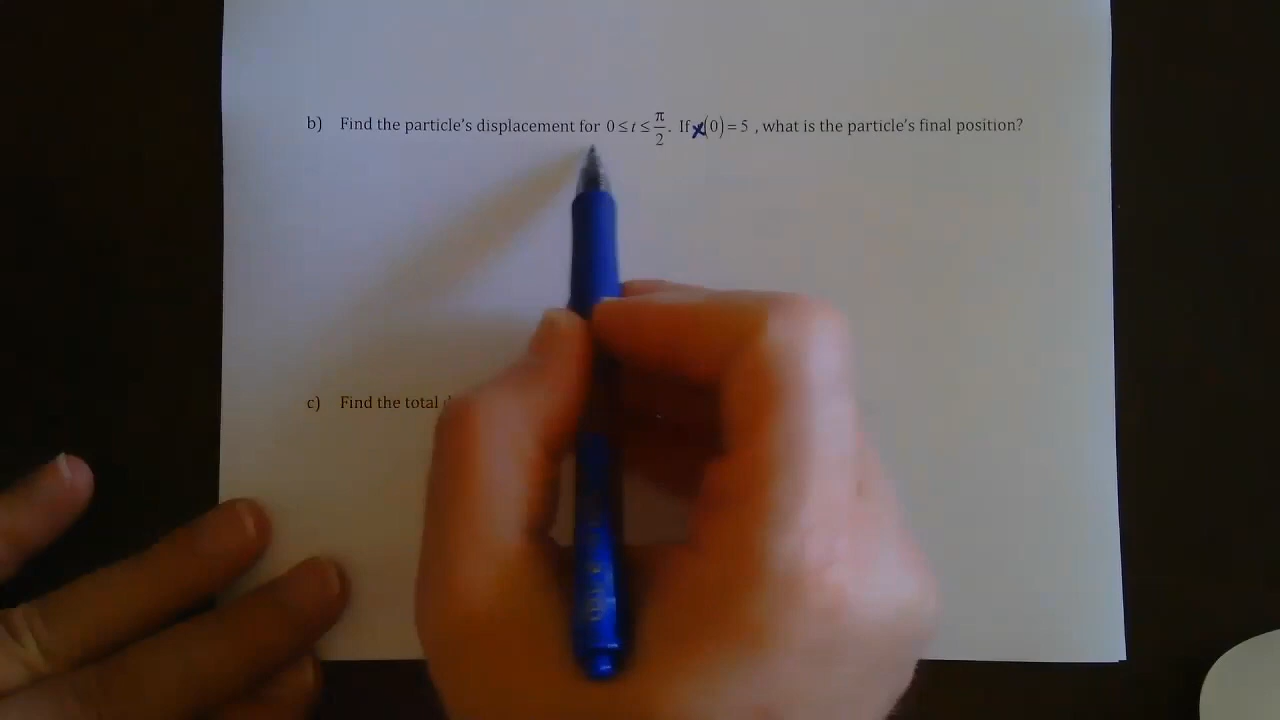 b) Find the particle's displacement for 0 ≤ t ≤ π/2. If x(0) = 5 , what is the particle's final position?
c) Find the total